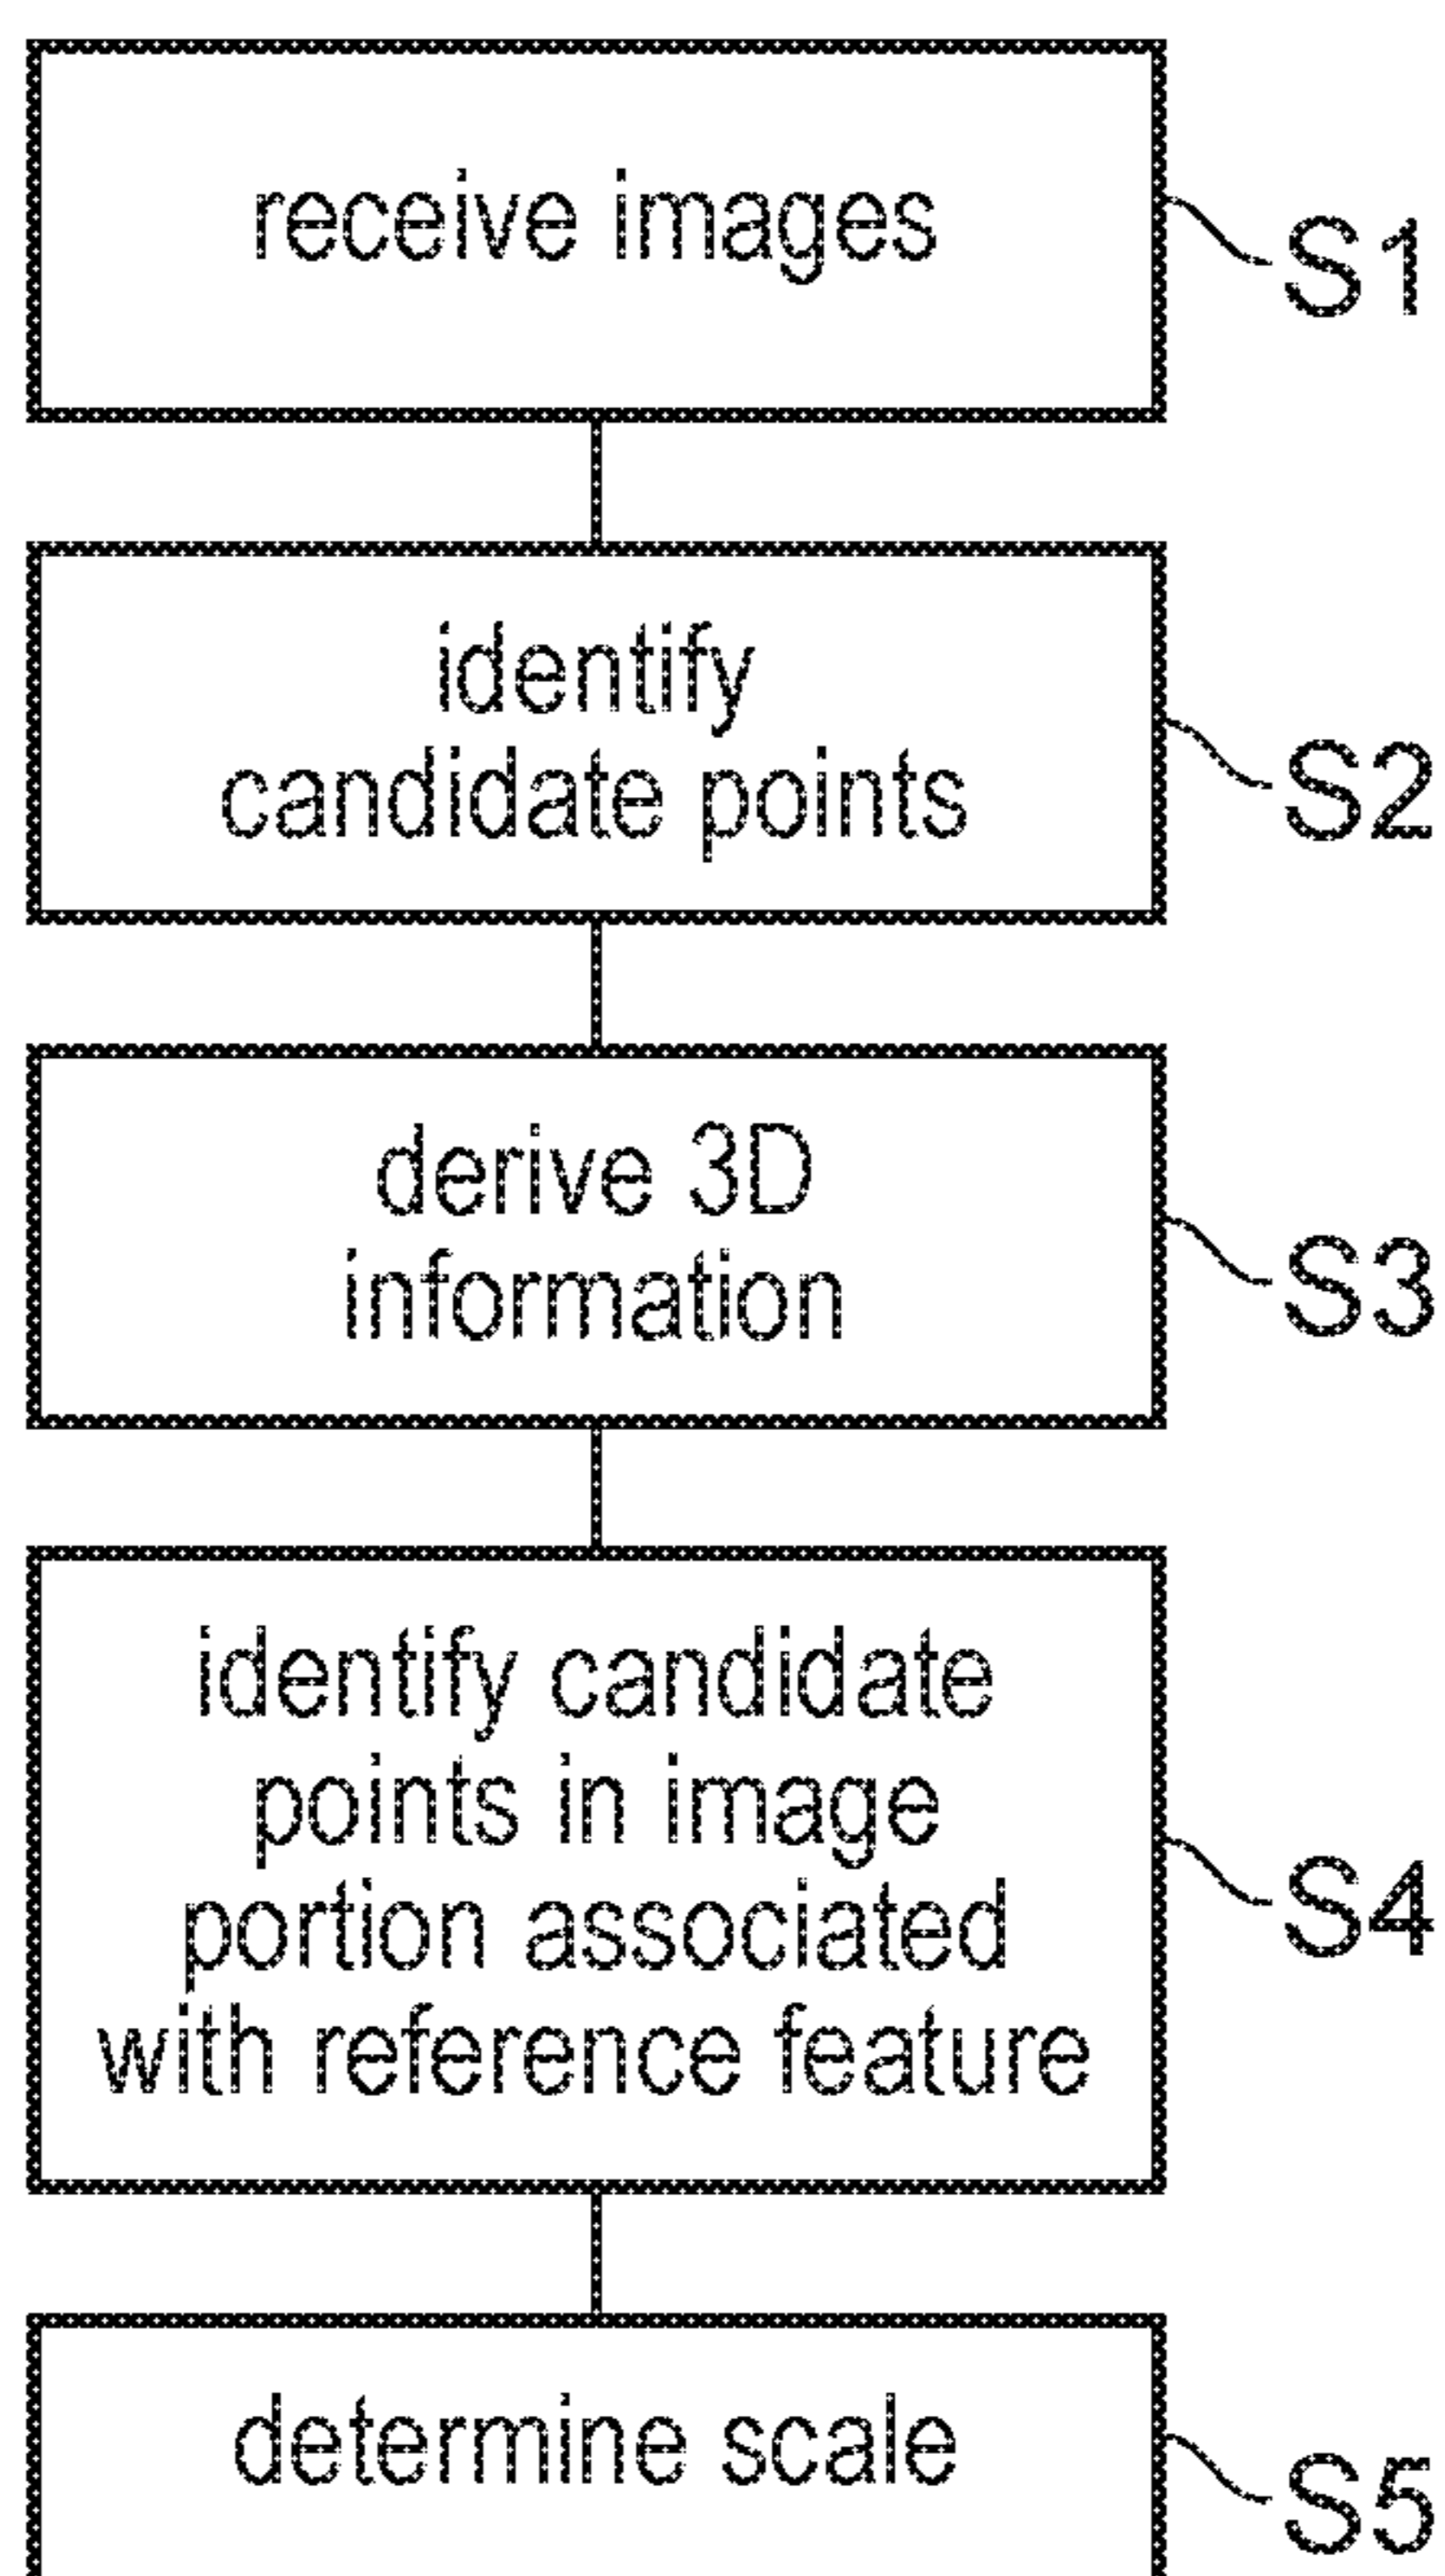 receive images
S1
identify
candidate points
S2
derive 3D
information
S3
identify candidate
points in image
portion associated
with reference feature
S4
determine scale
S5